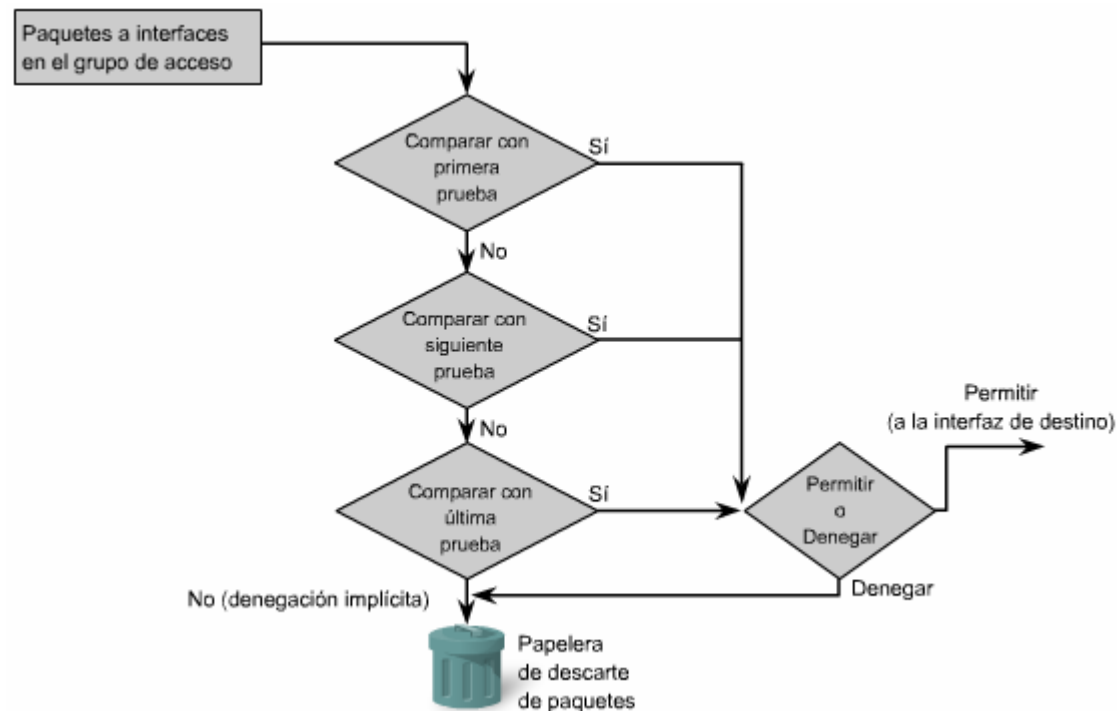 Paquetes a interfaces
en el grupo de acceso
Comparar con
primera
prueba
Sí
No
Comparar con
siguiente
prueba
Sí
No
Comparar con
última
prueba
Sí
Permitir
o
Denegar
Permitir
(a la interfaz de destino)
Denegar
No (denegación implícita)
Papelera
de descarte
de paquetes